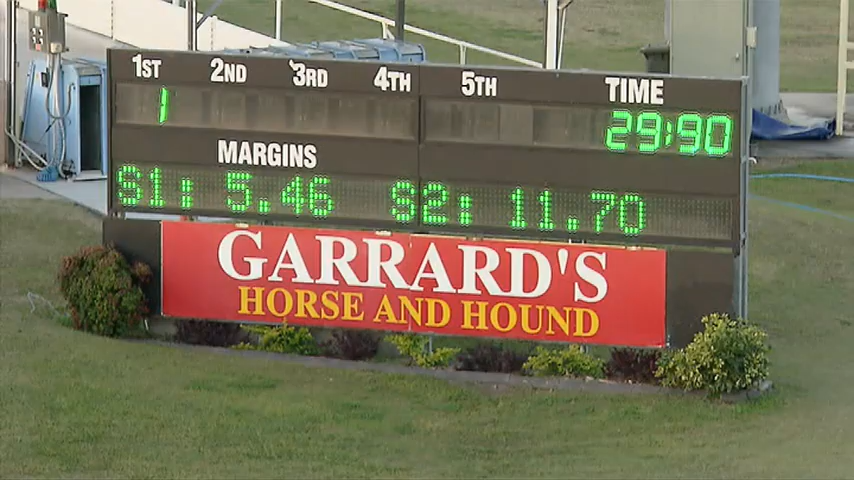 1ST 2ND 3RD 4TH 5TH TIME
1 29:90
MARGINS
S1: 5.46 S2: 11.70
GARRARD'S
HORSE AND HOUND